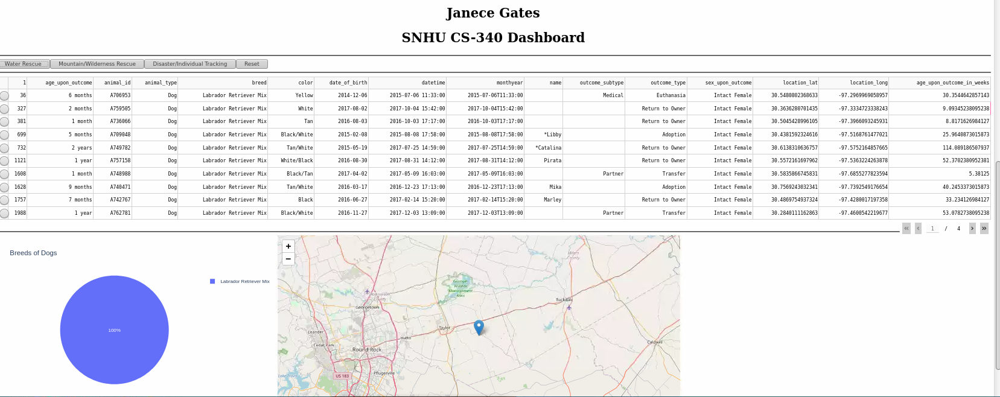 Janece Gates
SNHU CS-340 Dashboard
Water Rescue Mountain/Wilderness Rescue Disaster/Individual Tracking Reset
1 age_upon_outcome animal_id animal_type breed color date_of_birth datetime monthyear name outcome_subtype outcome_type sex_upon_outcome location_lat location_long age_upon_outcome_in_weeks
36 6 months A706953 Dog Labrador Retriever Mix Yellow 2014-12-06 2015-07-06 11:33:00 2015-07-06T11:33:00 Medical Euthanasia Intact Female 30.5480802368633 -97.2969969058957 30.3544642857143
327 2 months A759505 Dog Labrador Retriever Mix White 2017-08-02 2017-10-04 15:42:00 2017-10-04T15:42:00 Return to Owner Intact Female 30.3636280701435 -97.3334723338243 9.09345238095238
381 1 month A736066 Dog Labrador Retriever Mix Tan 2016-08-03 2016-10-03 17:17:00 2016-10-03T17:17:00 Return to Owner Intact Female 30.5045428996105 -97.3966093245931 8.8171626984127
699 5 months A709048 Dog Labrador Retriever Mix Black/White 2015-02-08 2015-08-08 17:58:00 2015-08-08T17:58:00 *Libby Adoption Intact Female 30.4381592324616 -97.5168761477021 25.9640873015873
732 2 years A749782 Dog Labrador Retriever Mix Tan/White 2015-05-19 2017-07-25 14:59:00 2017-07-25T14:59:00 *Catalina Return to Owner Intact Female 30.6138310636757 -97.5752164857665 114.089186507937
1121 1 year A757158 Dog Labrador Retriever Mix White/Black 2016-08-30 2017-08-31 14:12:00 2017-08-31T14:12:00 Pirata Return to Owner Intact Female 30.5572161697962 -97.5363224263878 52.3702380952381
1608 1 month A748988 Dog Labrador Retriever Mix Black/Tan 2017-04-02 2017-05-09 16:03:00 2017-05-09T16:03:00 Partner Transfer Intact Female 30.5835866745831 -97.6855277823594 5.38125
1628 9 months A740471 Dog Labrador Retriever Mix Tan/White 2016-03-17 2016-12-23 17:13:00 2016-12-23T17:13:00 Mika Adoption Intact Female 30.7569243032341 -97.7392549176654 40.2453373015873
1757 7 months A742767 Dog Labrador Retriever Mix Black 2016-06-27 2017-02-14 15:20:00 2017-02-14T15:20:00 Marley Return to Owner Intact Female 30.4869754937324 -97.4280017197358 33.234126984127
1988 1 year A762781 Dog Labrador Retriever Mix Black/White 2016-11-27 2017-12-03 13:09:00 2017-12-03T13:09:00 Partner Transfer Intact Female 30.2840111162863 -97.4600542219677 53.0782738095238
« ‹ 1 / 4 › »
Breeds of Dogs
Labrador Retriever Mix
100%
+
−
Milam
County
Granger
Wildlife
Management
Area
Williamson
County
Rockdale
Georgetown
Taylor
Leander
Hutto
Caldwell
Cedar Park
Round Rock
Pflugerville
US 183
Lake Travis